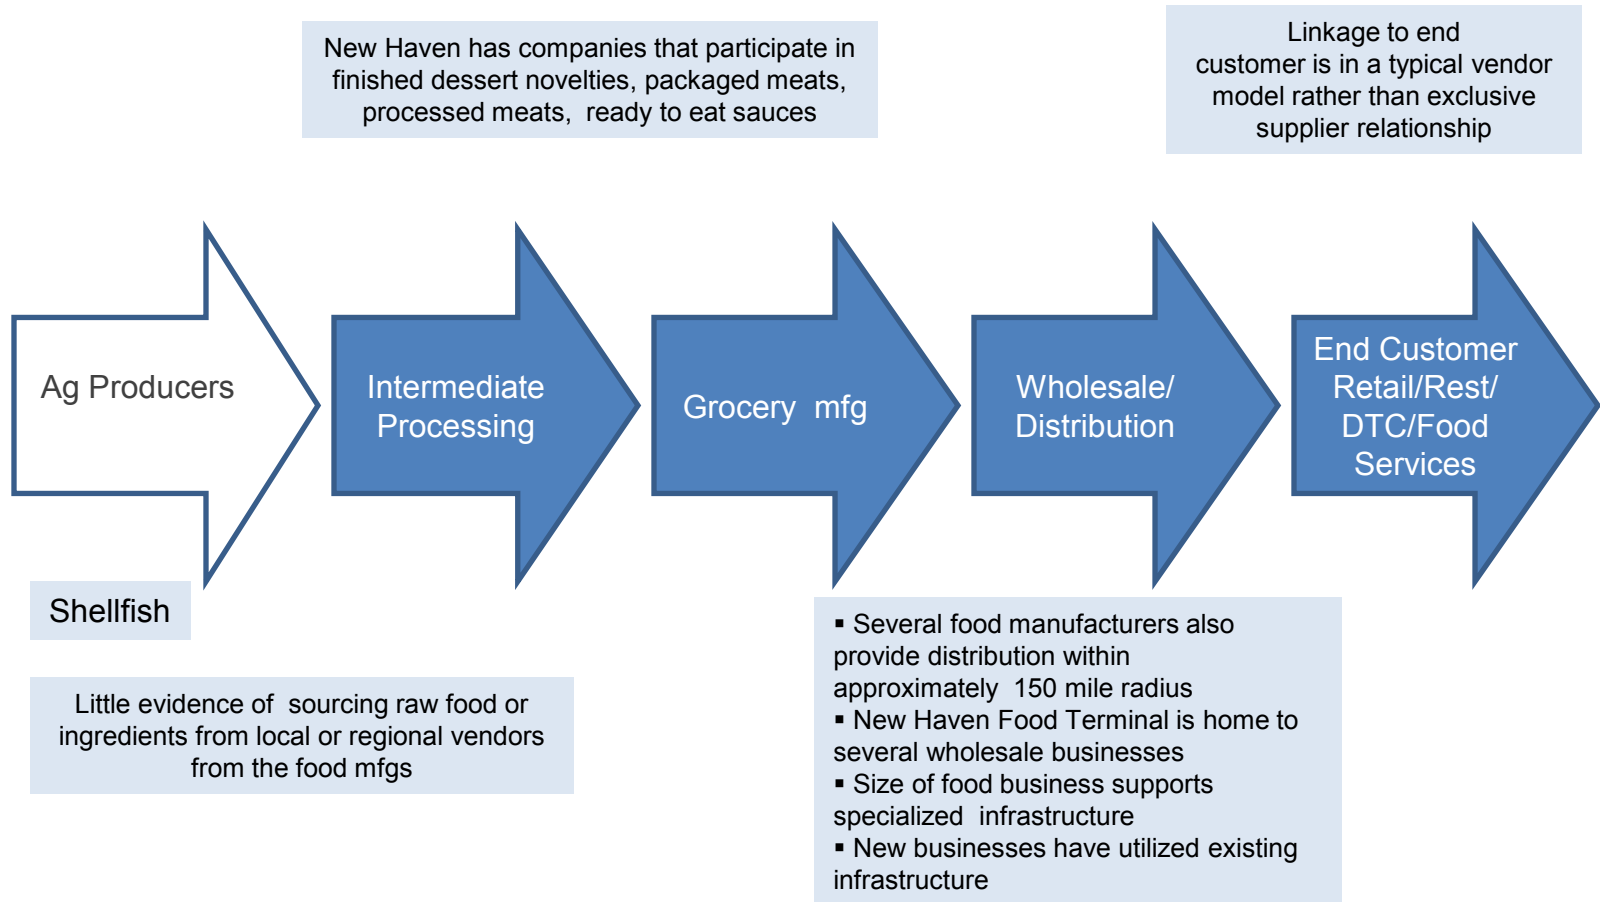 New Haven has companies that participate in
finished dessert novelties, packaged meats,
processed meats, ready to eat sauces
Linkage to end
customer is in a typical vendor
model rather than exclusive
supplier relationship
Ag Producers
Intermediate
Processing
Grocery mfg
Wholesale/
Distribution
End Customer
Retail/Rest/
DTC/Food
Services
Shellfish
Little evidence of sourcing raw food or
ingredients from local or regional vendors
from the food mfgs
▪ Several food manufacturers also
provide distribution within
approximately 150 mile radius
▪ New Haven Food Terminal is home to
several wholesale businesses
▪ Size of food business supports
specialized infrastructure
▪ New businesses have utilized existing
infrastructure